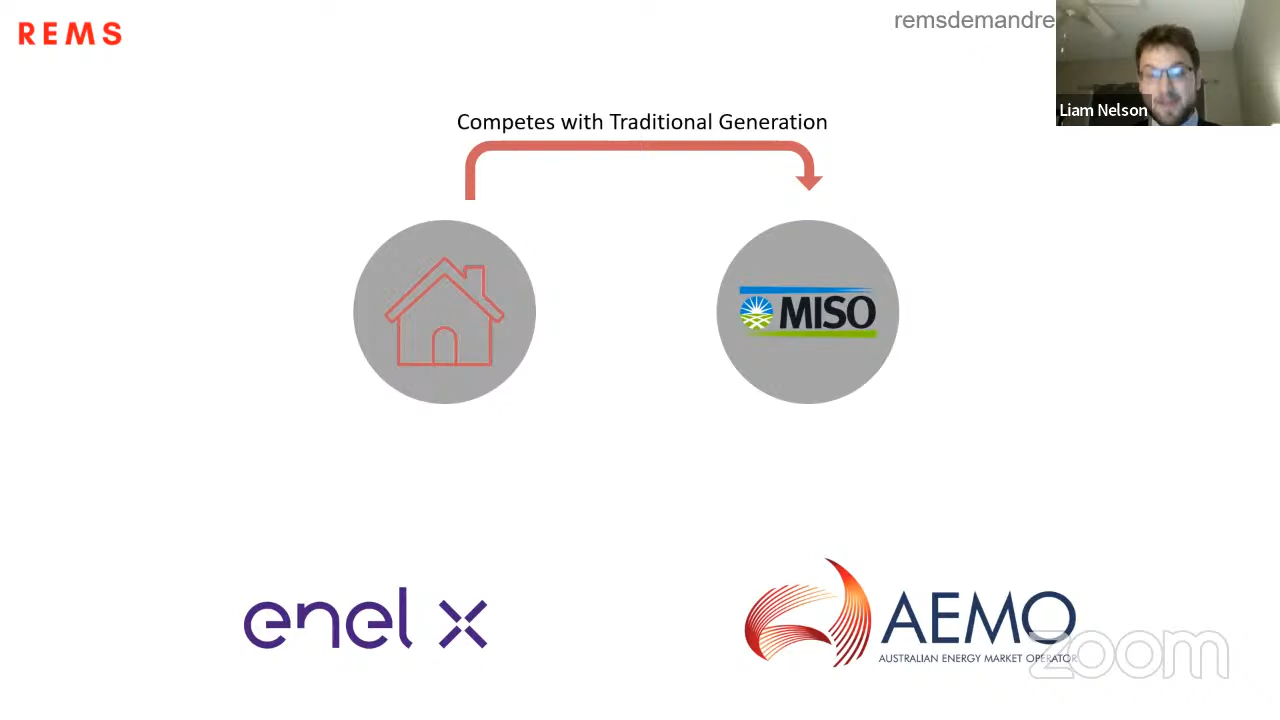 REMS
remsdemandre
Liam Nelson
Competes with Traditional Generation
MISO
enel x
AEMO
AUSTRALIAN ENERGY MARKET OPERATOR
zoom